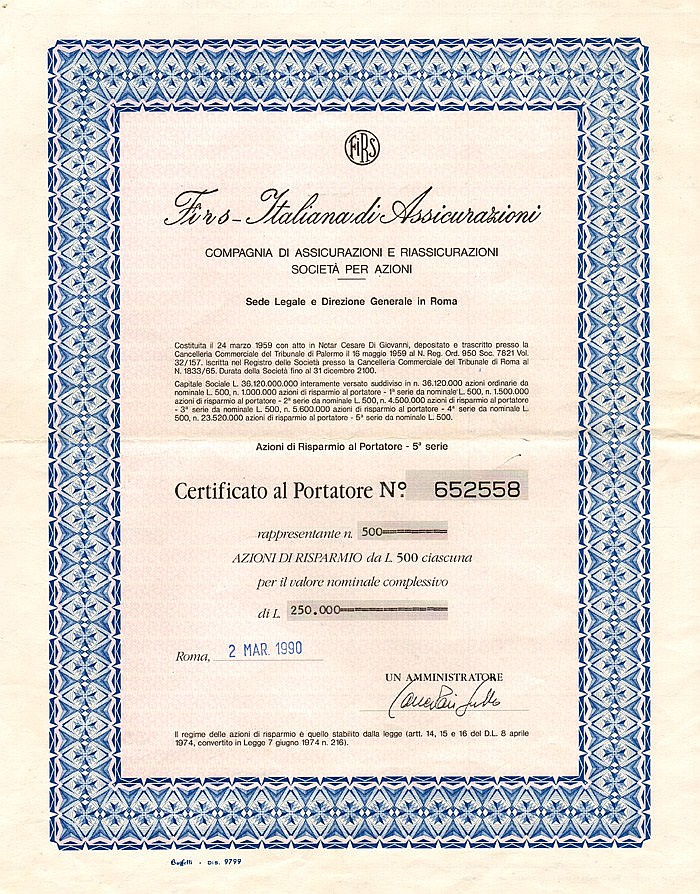 FIRS
Firs-Italiana di Assicurazioni
COMPAGNIA DI ASSICURAZIONI E RIASSICURAZIONI
SOCIETÀ PER AZIONI
Sede Legale e Direzione Generale in Roma
Costituita il 24 marzo 1959 con atto in Notar Cesare Di Giovanni, depositato e trascritto presso la
Cancelleria Commerciale del Tribunale di Palermo il 16 maggio 1959 al N. Reg. Ord. 950 Soc. 7821 Vol.
32/157. Iscritta nel Registro delle Società presso la Cancelleria Commerciale del Tribunale di Roma al
N. 1833/65. Durata della Società fino al 31 dicembre 2100.
Capitale Sociale L. 36.120.000.000 interamente versato suddiviso in n. 36.120.000 azioni ordinarie da
nominale L. 500, n. 1.000.000 azioni di risparmio al portatore - 1ª serie da nominale L. 500, n. 1.500.000
azioni di risparmio al portatore - 2ª serie da nominale L. 500, n. 4.500.000 azioni di risparmio al portatore
- 3ª serie da nominale L. 500, n. 5.600.000 azioni di risparmio al portatore - 4ª serie da nominale L.
500, n. 23.520.000 azioni di risparmio al portatore - 5ª serie da nominale L. 500.
Azioni di Risparmio al Portatore - 5ª serie
Certificato al Portatore Nº 652558
rappresentante n. 500
AZIONI DI RISPARMIO da L. 500 ciascuna
per il valore nominale complessivo
di L. 250.000
Roma, 2 MAR. 1990
UN AMMINISTRATORE
Il regime delle azioni di risparmio è quello stabilito dalla legge (artt. 14, 15 e 16 del D.L. 8 aprile
1974, convertito in Legge 7 giugno 1974 n. 216).
Buffetti - DIS. 9799